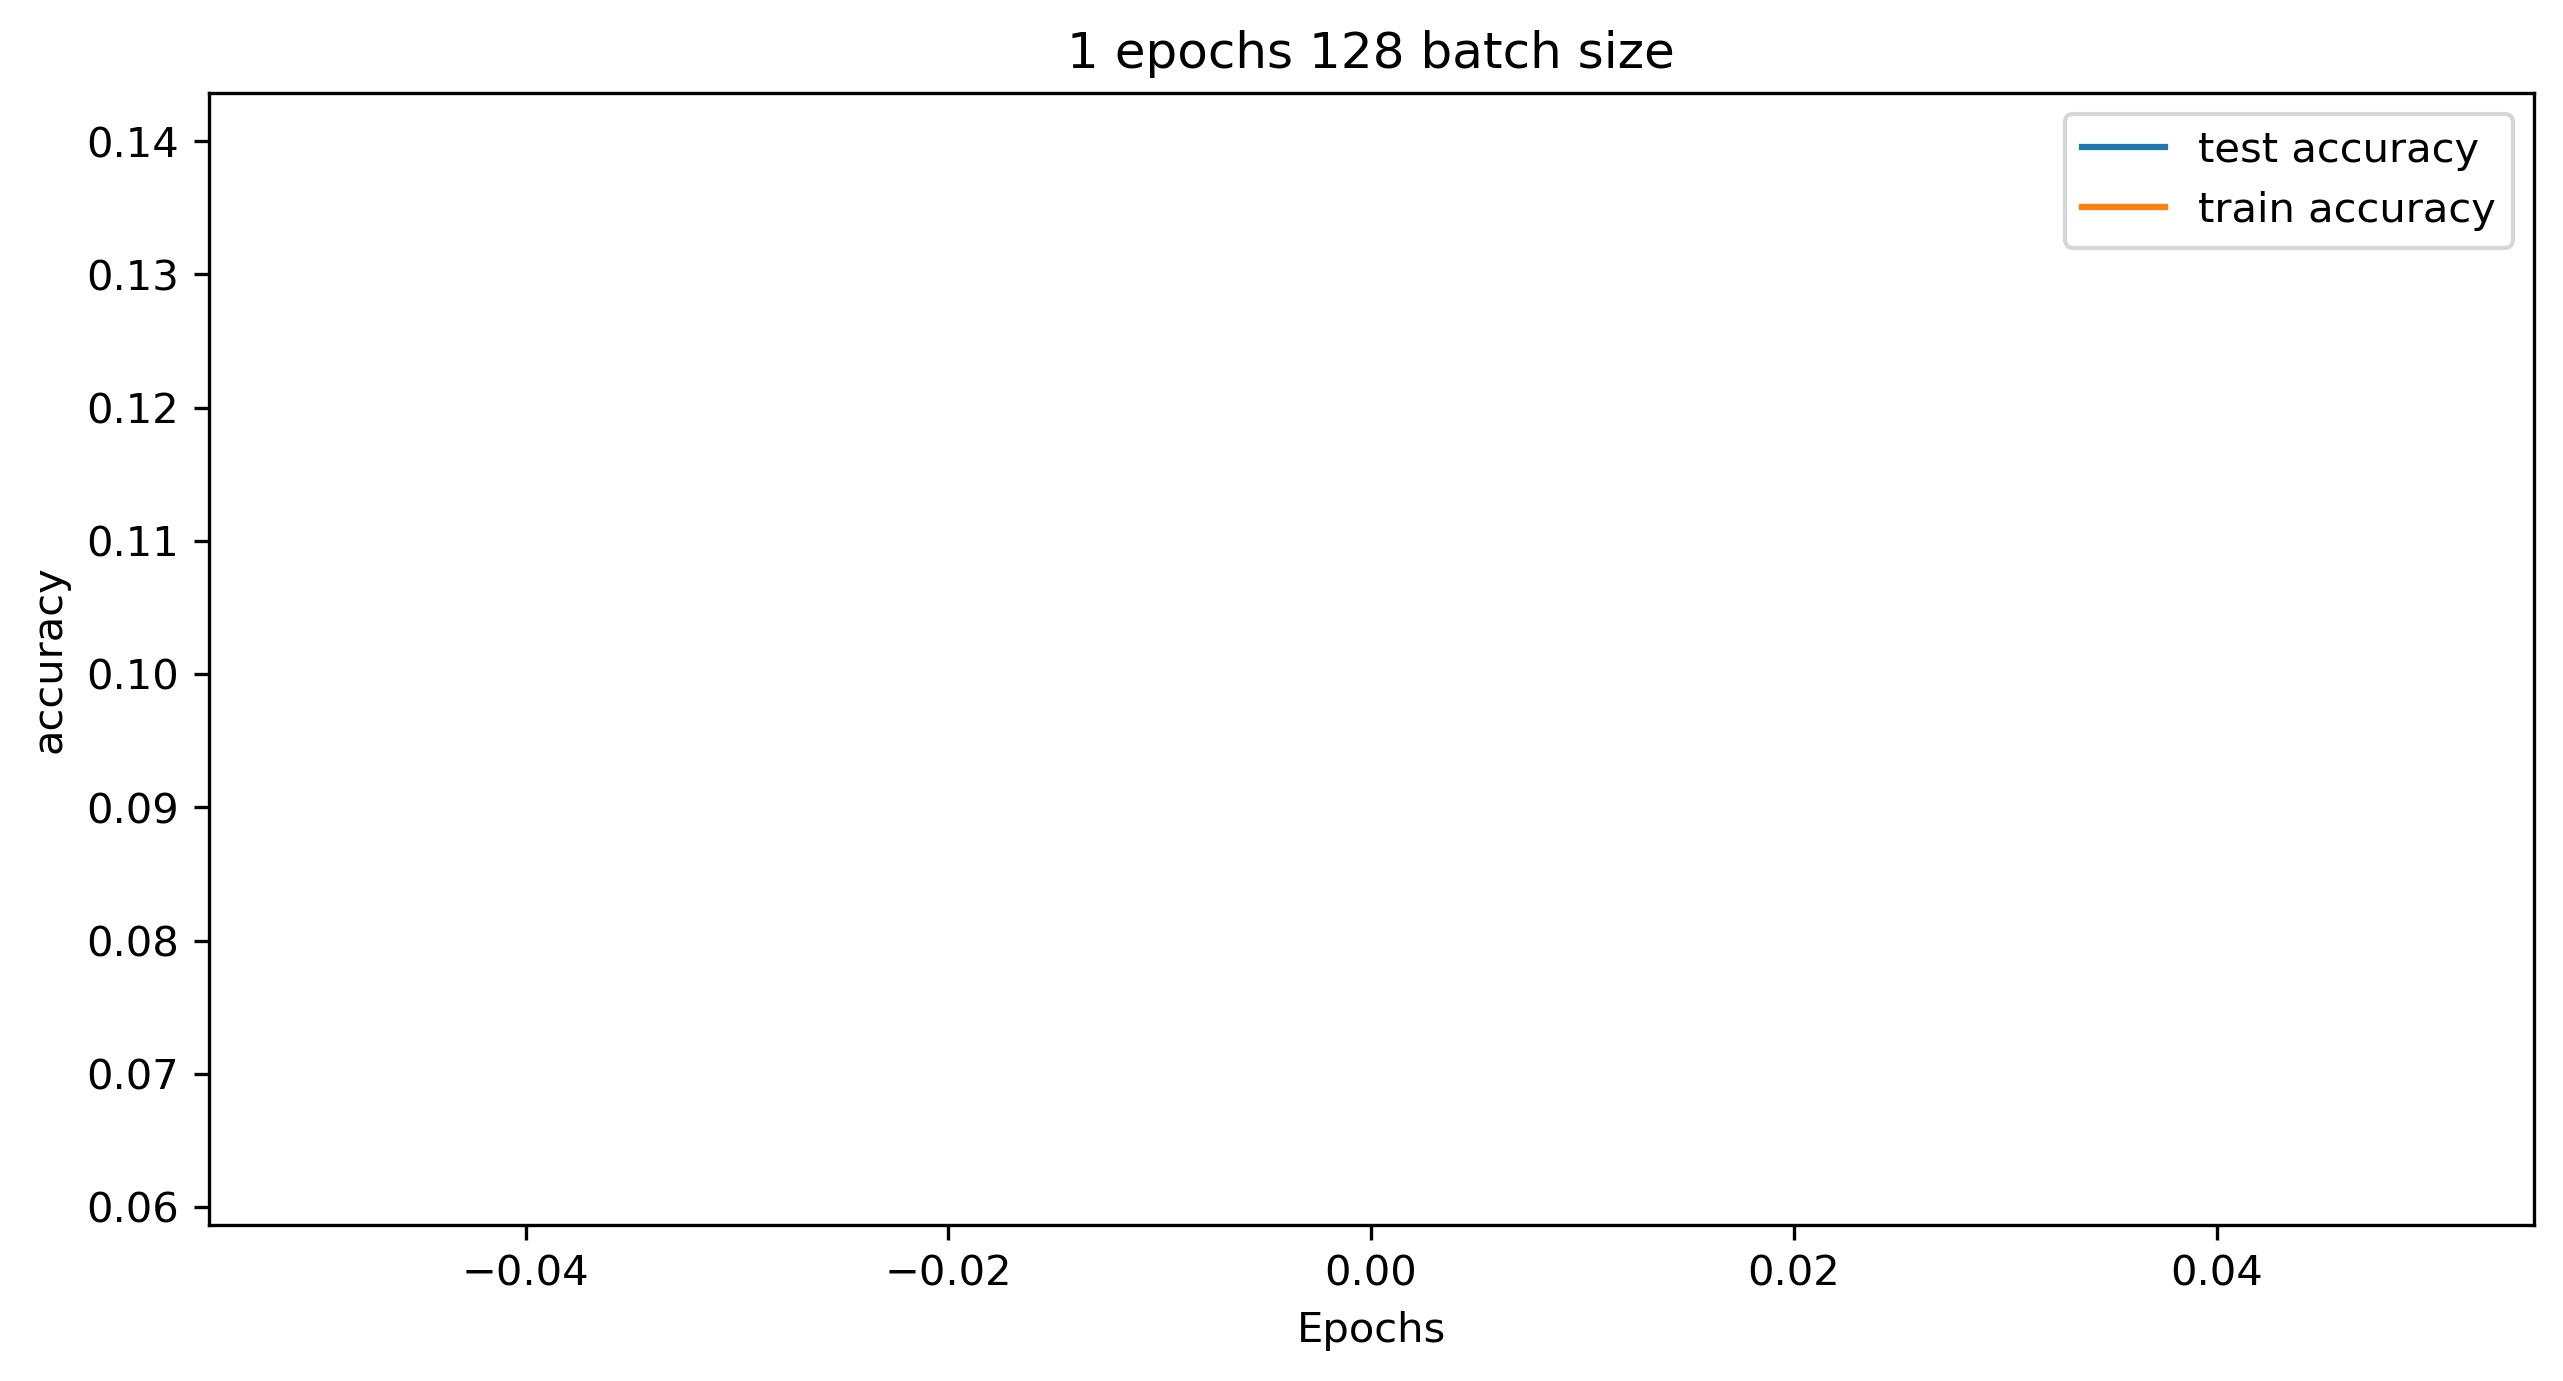 1 epochs 128 batch size
test accuracy
train accuracy
accuracy
0.14
0.13
0.12
0.11
0.10
0.09
0.08
0.07
0.06
−0.04
−0.02
0.00
0.02
0.04
Epochs